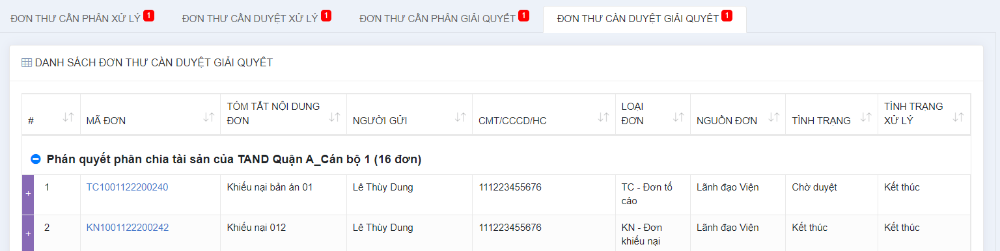 ĐƠN THƯ CẦN PHÂN XỬ LÝ 1 ĐƠN THƯ CẦN DUYỆT XỬ LÝ 1 ĐƠN THƯ CẦN PHÂN GIẢI QUYẾT 1 ĐƠN THƯ CÀN DUYỆT GIẢI QUYẾT 1
DANH SÁCH ĐƠN THƯ CÀN DUYỆT GIẢI QUYẾT
# MÃ ĐƠN TÓM TẮT NỘI DUNG ĐƠN NGƯỜI GỬI CMT/CCCD/HC LOẠI ĐƠN NGUỒN ĐƠN TÌNH TRẠNG TÌNH TRẠNG XỬ LÝ
Phán quyết phân chia tài sản của TAND Quận A_Cán bộ 1 (16 đơn)
+ 1 TC1001122200240 Khiếu nại bản án 01 Lê Thùy Dung 111223455676 TC - Đơn tố cáo Lãnh đạo Viện Chờ duyệt Kết thúc
+ 2 KN1001122200242 Khiếu nại 012 Lê Thùy Dung 111223455676 KN - Đơn khiếu nại Lãnh đạo Viện Kết thúc Kết thúc